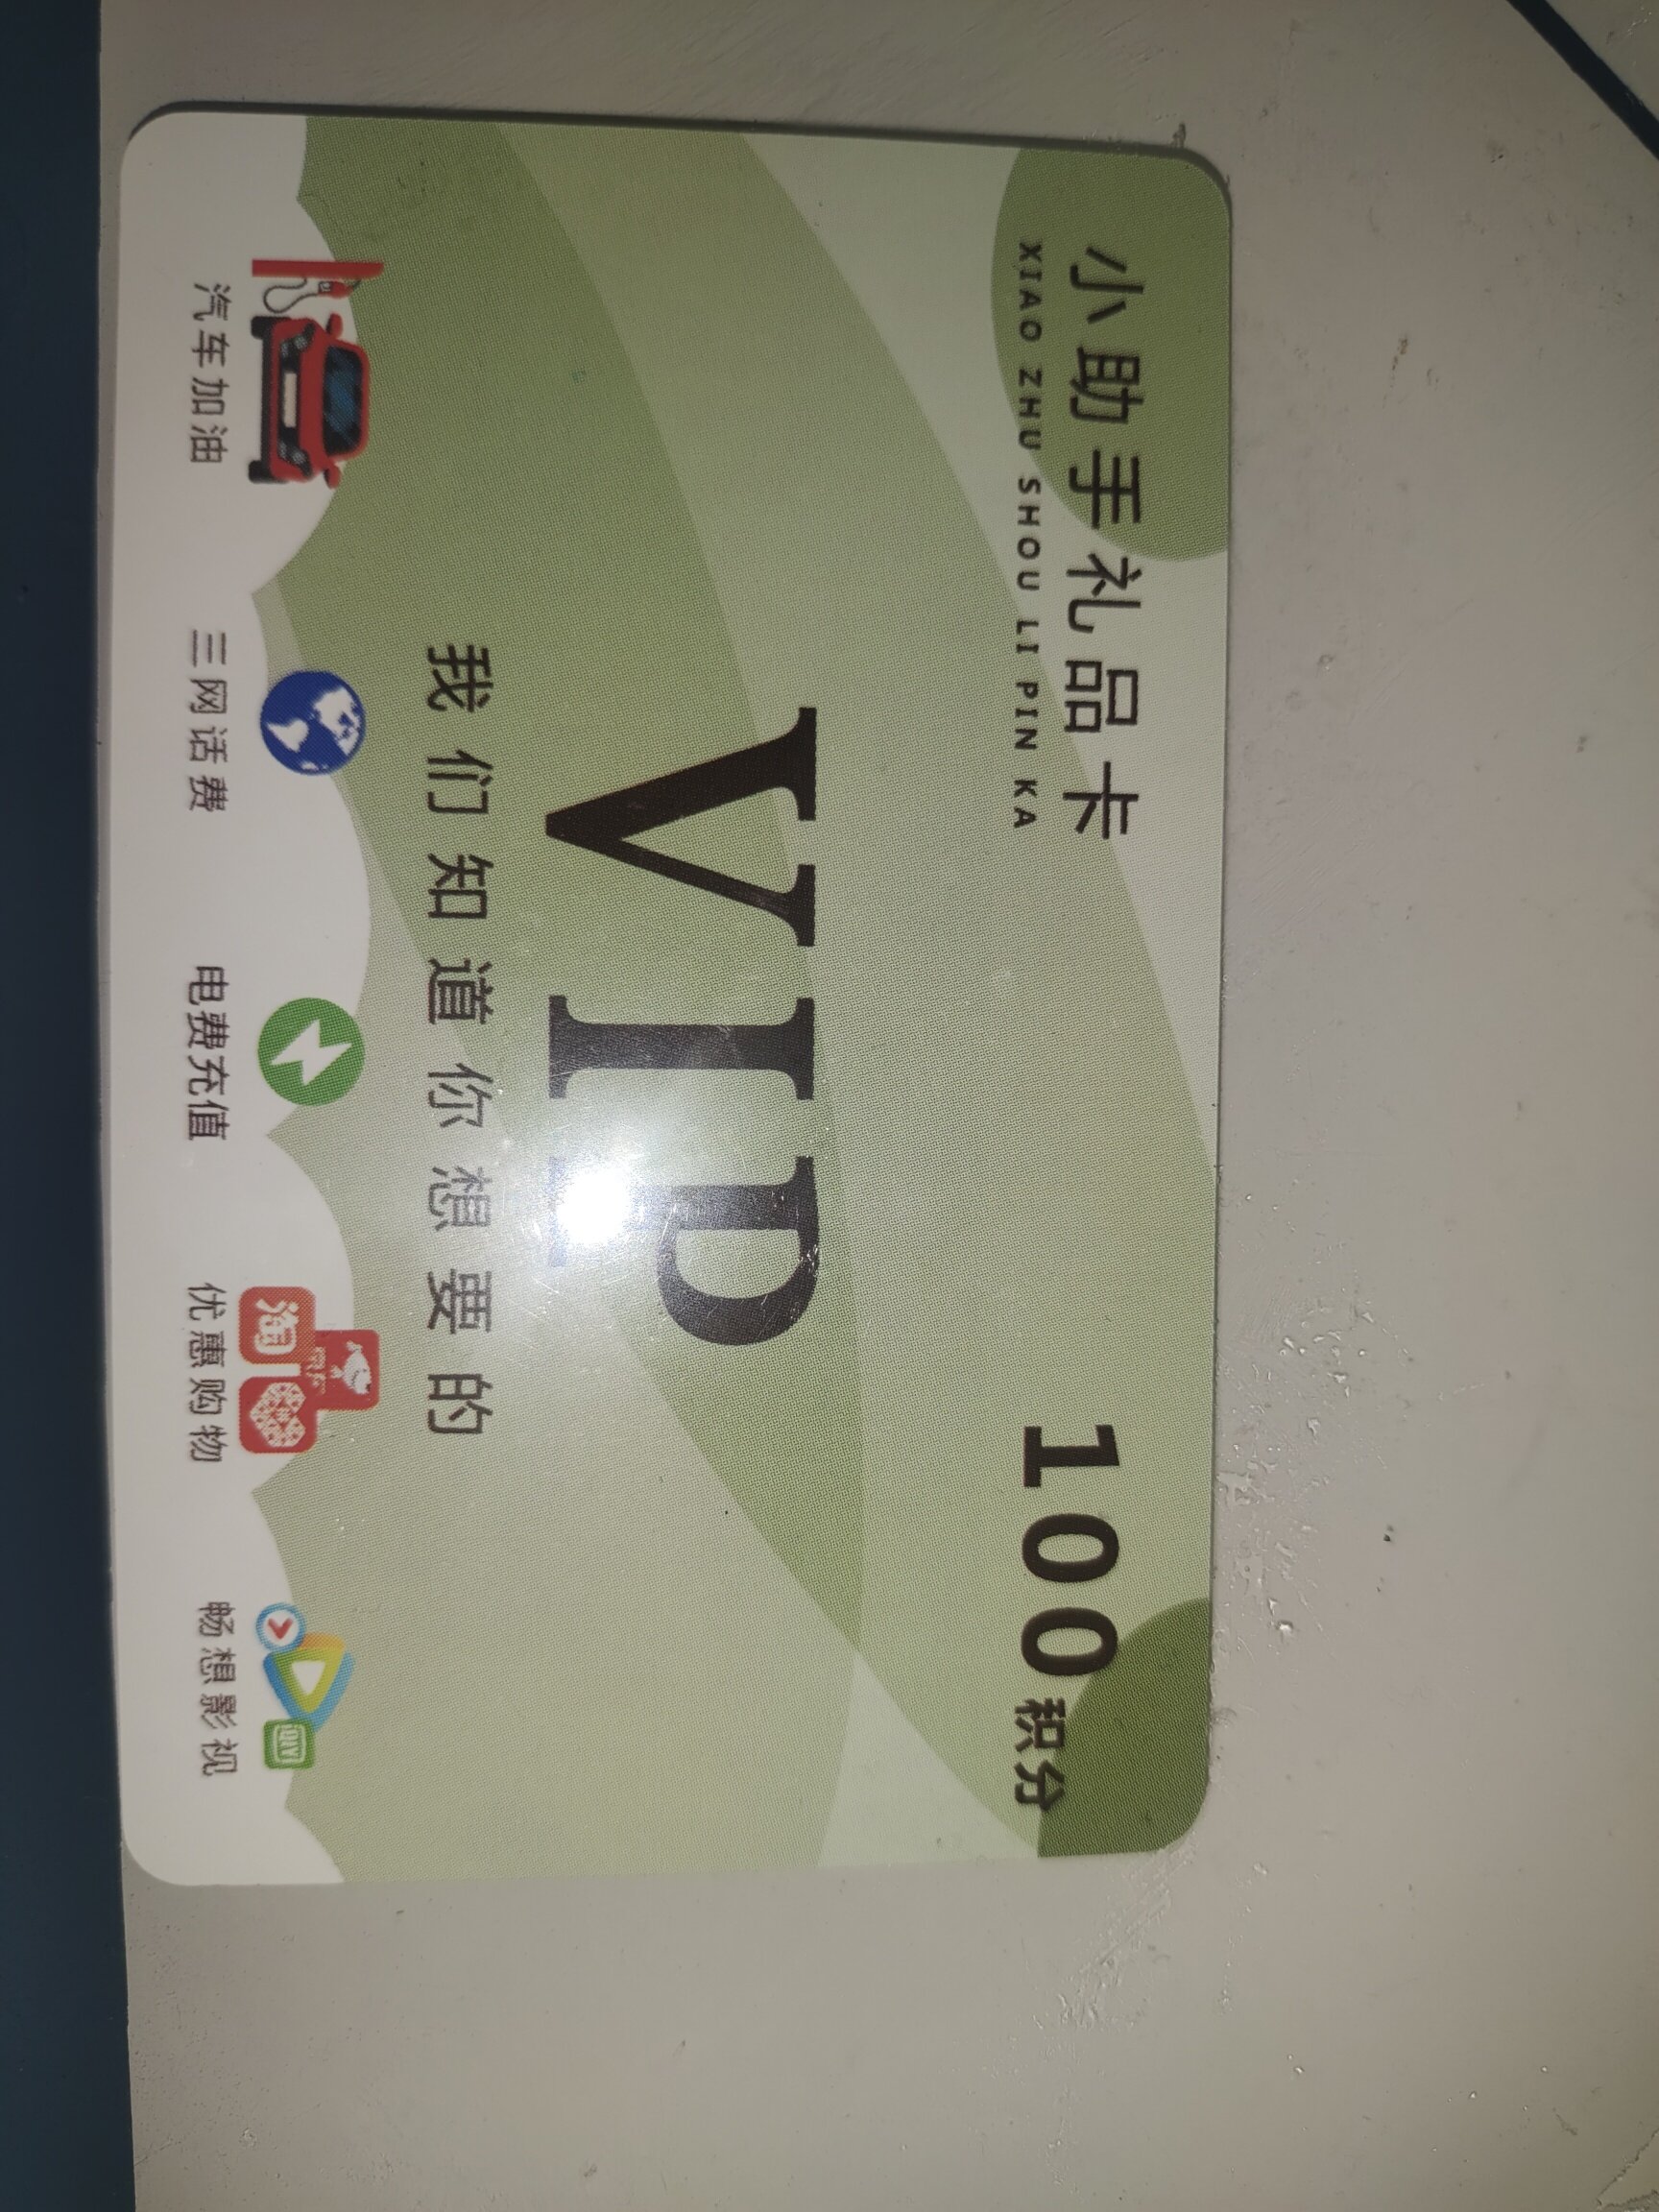 小助手礼品卡
XIAO ZHU SHOU LI PIN KA
100积分
VIP
我们知道你想要的
淘
iQIYI
汽车加油
三网话费
电费充值
优惠购物
畅想影视